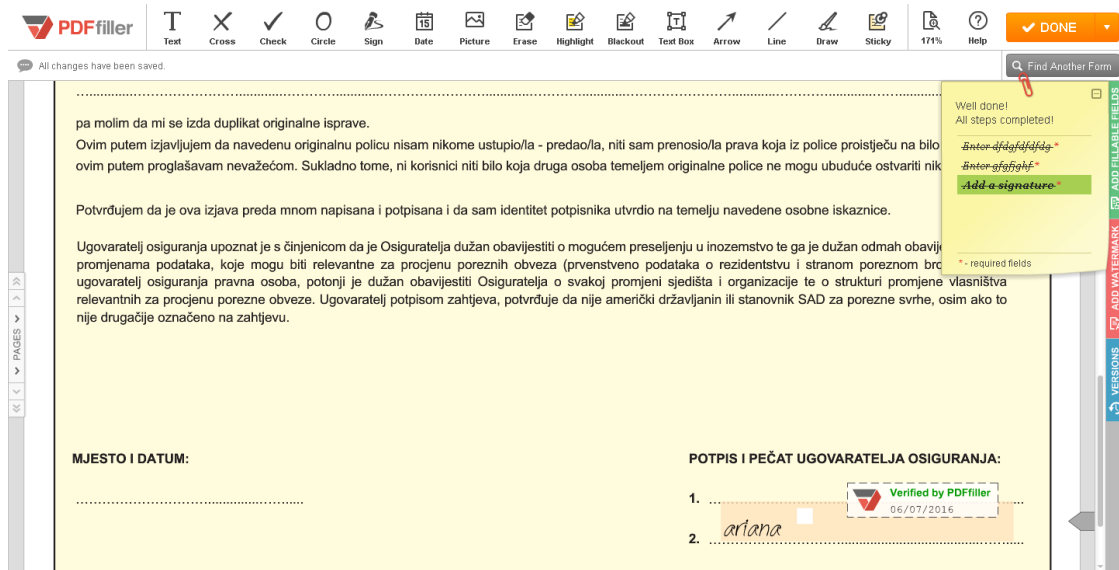 PDFfiller
Text Cross Check Circle Sign Date Picture Erase Highlight Blackout Text Box Arrow Line Draw Sticky 171% Help
15
DONE
All changes have been saved.
Find Another Form
Well done!
All steps completed!
Enter dfdgfdfdfdg *
Enter gfgfjghf *
Add a signature *
* - required fields
ADD FILLABLE FIELDS
ADD WATERMARK
VERSIONS
PAGES
pa molim da mi se izda duplikat originalne isprave.
Ovim putem izjavljujem da navedenu originalnu policu nisam nikome ustupio/la - predao/la, niti sam prenosio/la prava koja iz police proistječu na bilo
ovim putem proglašavam nevažećom. Sukladno tome, ni korisnici niti bilo koja druga osoba temeljem originalne police ne mogu ubuduće ostvariti nik
Potvrđujem da je ova izjava preda mnom napisana i potpisana i da sam identitet potpisnika utvrdio na temelju navedene osobne iskaznice.
Ugovaratelj osiguranja upoznat je s činjenicom da je Osiguratelja dužan obavijestiti o mogućem preseljenju u inozemstvo te ga je dužan odmah obavije
promjenama podataka, koje mogu biti relevantne za procjenu poreznih obveza (prvenstveno podataka o rezidentstvu i stranom poreznom bro
ugovaratelj osiguranja pravna osoba, potonji je dužan obavijestiti Osiguratelja o svakoj promjeni sjedišta i organizacije te o strukturi promjene vlasništva
relevantnih za procjenu porezne obveze. Ugovaratelj potpisom zahtjeva, potvrđuje da nije američki državljanin ili stanovnik SAD za porezne svrhe, osim ako to
nije drugačije označeno na zahtjevu.
MJESTO I DATUM:
POTPIS I PEČAT UGOVARATELJA OSIGURANJA:
1.
Verified by PDFfiller
06/07/2016
ariana
2.